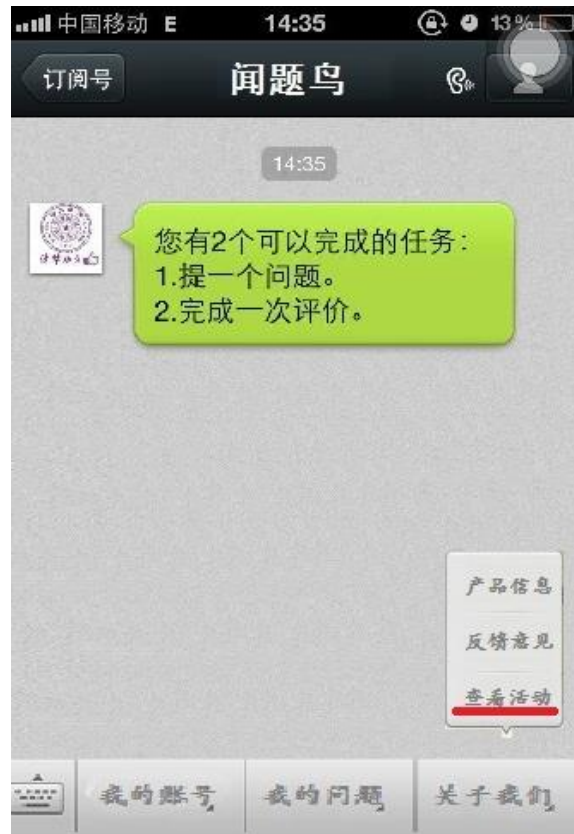 中国移动 E 14:35 13%
订阅号 闻题鸟
14:35
您有2个可以完成的任务：
1.提一个问题。
2.完成一次评价。
产品信息
反馈意见
查看活动
我的账号 我的问题 关于我们